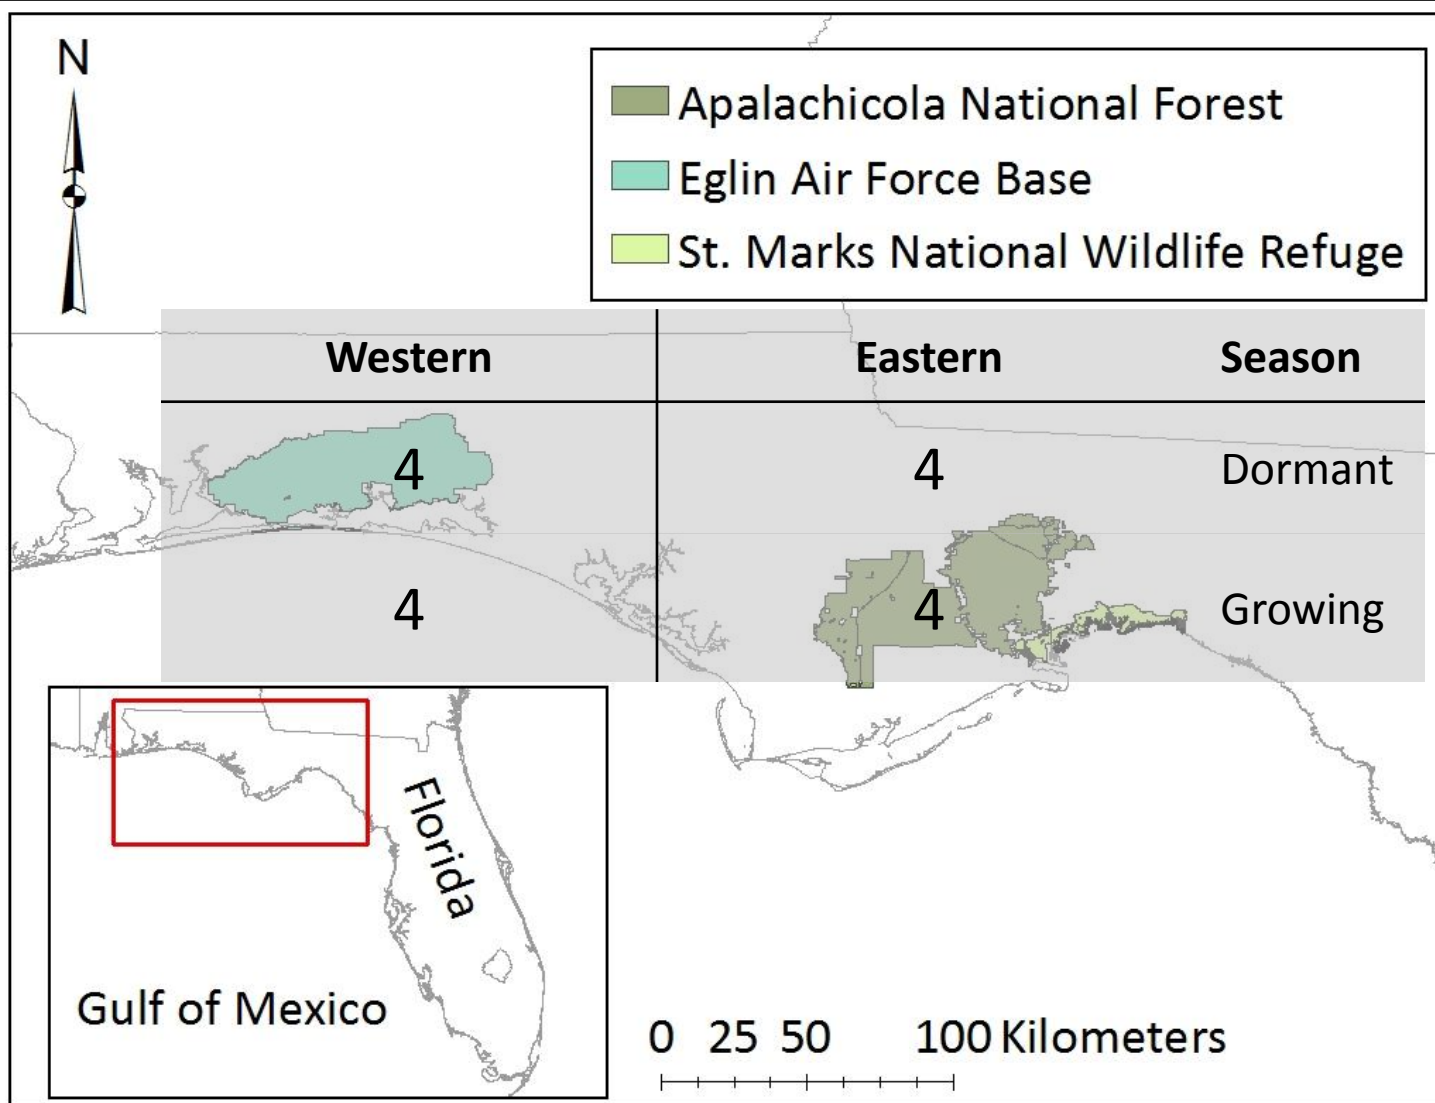 N
Apalachicola National Forest
Eglin Air Force Base
St. Marks National Wildlife Refuge
Western Eastern Season
4 4 Dormant
4 4 Growing
Florida
Gulf of Mexico
0 25 50 100 Kilometers